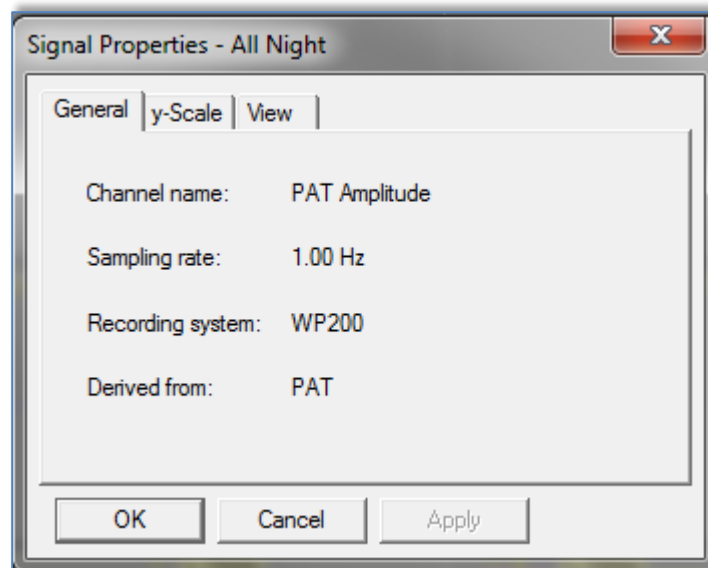 Signal Properties - All Night
General y-Scale View
Channel name: PAT Amplitude
Sampling rate: 1.00 Hz
Recording system: WP200
Derived from: PAT
OK Cancel Apply